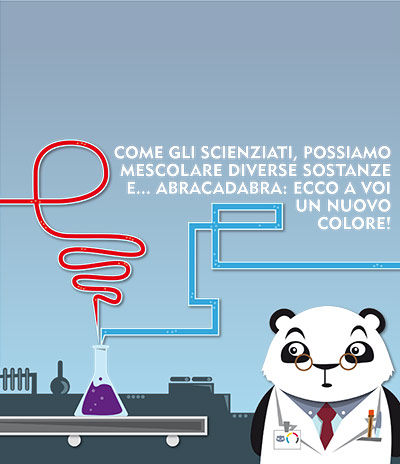 COME GLI SCIENZIATI, POSSIAMO
MESCOLARE DIVERSE SOSTANZE
E... ABRACADABRA: ECCO A VOI
UN NUOVO
COLORE!